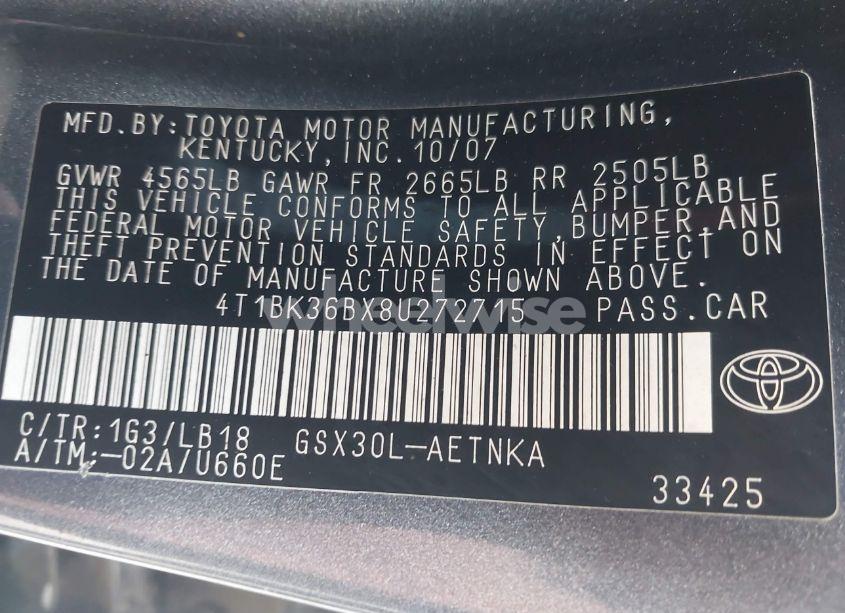 MFD.BY:TOYOTA MOTOR MANUFACTURING,
KENTUCKY,INC.10/07
GVWR 4565LB GAWR FR 2665LB RR 2505LB
THIS VEHICLE CONFORMS TO ALL APPLICABLE
FEDERAL MOTOR VEHICLE SAFETY,BUMPER,AND
THEFT PREVENTION STANDARDS IN EFFECT ON
THE DATE OF MANUFACTURE SHOWN ABOVE.
4T1BK36BX8U272715 PASS.CAR
wheelwise
C/TR:1G3/LB18 GSX30L-AETNKA
A/TM:-02A/U660E
33425